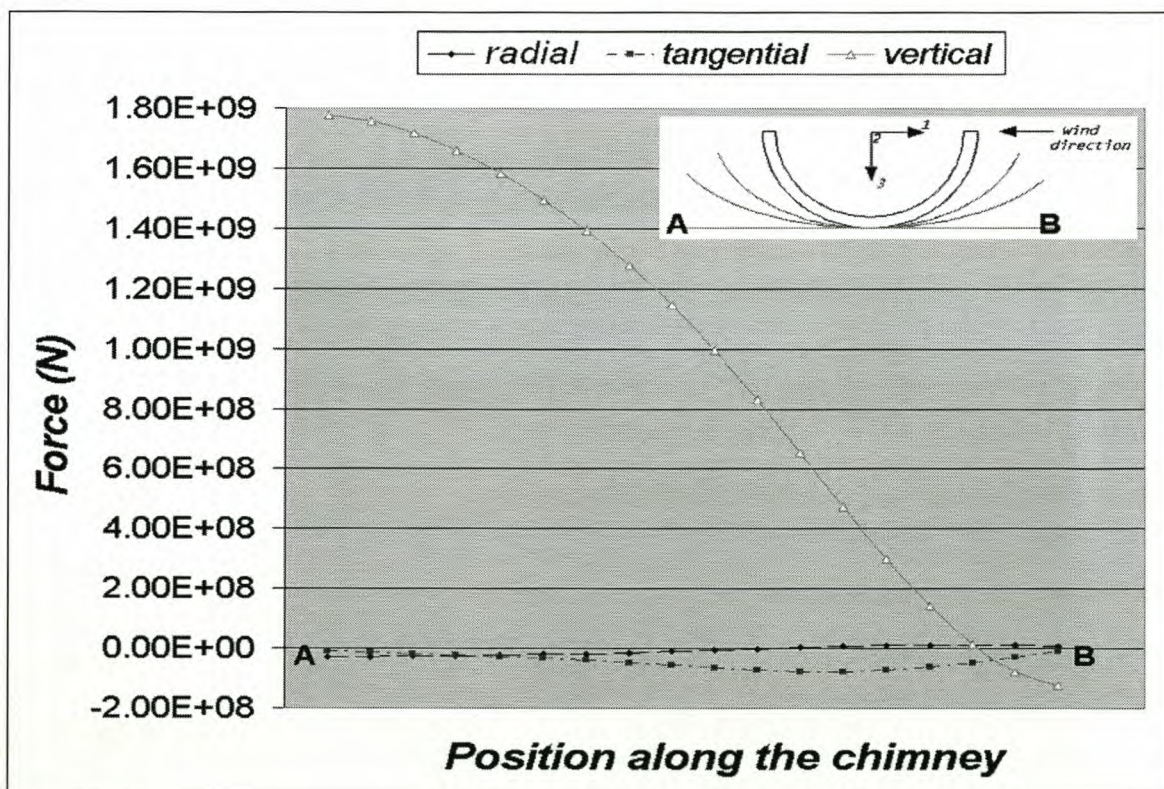 radial tangential vertical
1.80E+09
1.60E+09
1.40E+09
1.20E+09
1.00E+09
8.00E+08
6.00E+08
4.00E+08
2.00E+08
0.00E+00
-2.00E+08
Force (N)
1
2
3
wind
direction
A B
A B
Position along the chimney